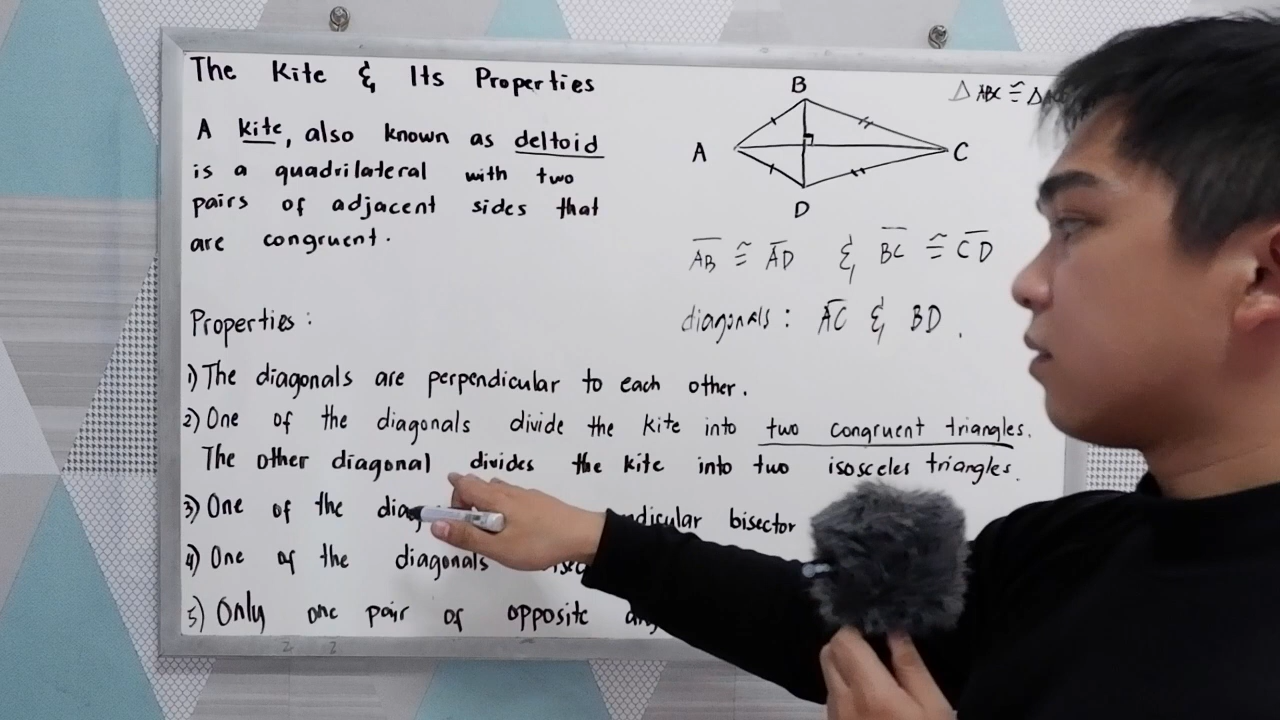 The Kite & Its Properties
A kite, also known as deltoid
is a quadrilateral with two
pairs of adjacent sides that
are congruent.
B
A
C
D
△ ABC ≅ △
AB ≅ AD & BC ≅ CD
diagonals : AC & BD .
Properties :
1) The diagonals are perpendicular to each other.
2) One of the diagonals divide the kite into two congruent triangles.
The other diagonal divides the kite into two isosceles triangles.
3) One of the bisector
4) One of the diagonals
5) Only one pair of opposite